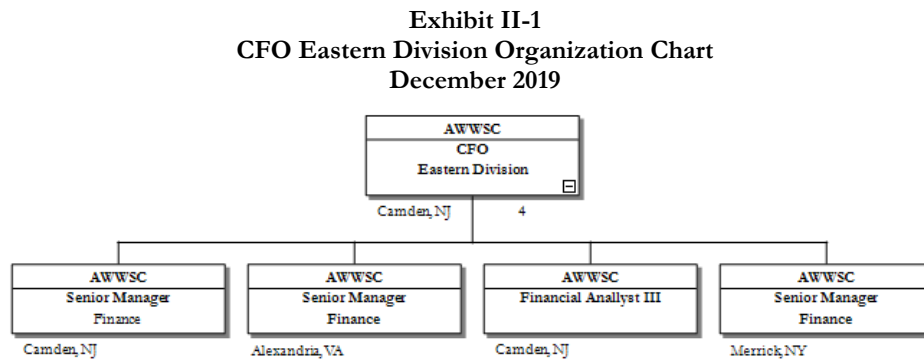 Exhibit II-1
CFO Eastern Division Organization Chart
December 2019
AWWSC
CFO
Eastern Division
Camden, NJ 4
AWWSC
Senior Manager
Finance
Camden, NJ
AWWSC
Senior Manager
Finance
Alexandria, VA
AWWSC
Financial Anallyst III
Camden, NJ
AWWSC
Senior Manager
Finance
Merrick, NY